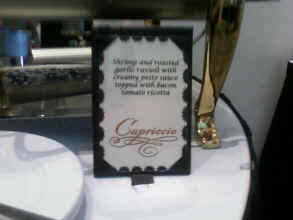 Shrimp and roasted
garlic ravioli with
creamy pesto sauce
topped with bacon
tomato ricotta
Capriccio